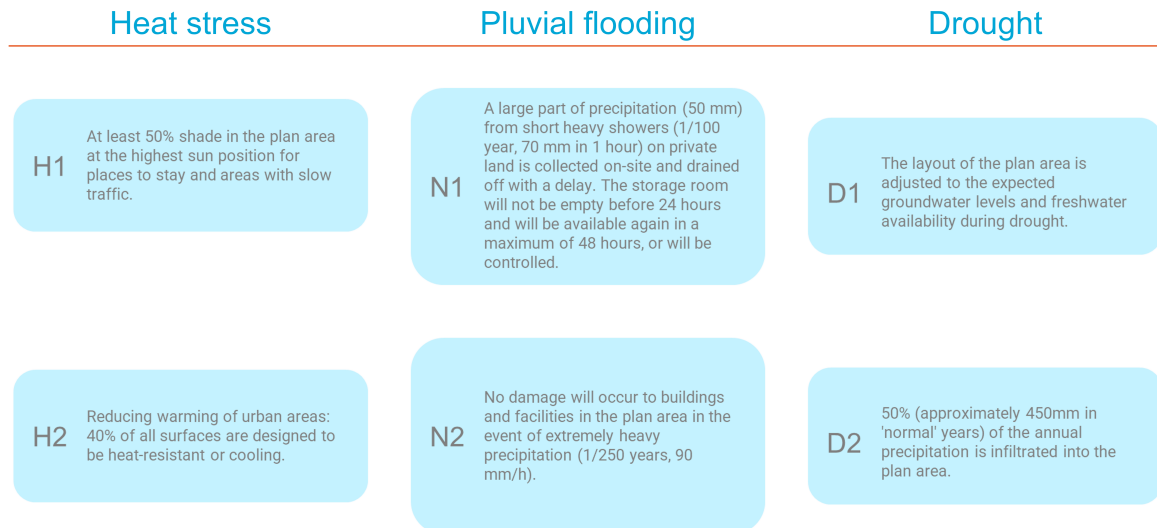 Heat stress
Pluvial flooding
Drought
H1
At least 50% shade in the plan area
at the highest sun position for
places to stay and areas with slow
traffic.
N1
A large part of precipitation (50 mm)
from short heavy showers (1/100
year, 70 mm in 1 hour) on private
land is collected on-site and drained
off with a delay. The storage room
will not be empty before 24 hours
and will be available again in a
maximum of 48 hours, or will be
controlled.
D1
The layout of the plan area is
adjusted to the expected
groundwater levels and freshwater
availability during drought.
H2
Reducing warming of urban areas:
40% of all surfaces are designed to
be heat-resistant or cooling.
N2
No damage will occur to buildings
and facilities in the plan area in the
event of extremely heavy
precipitation (1/250 years, 90
mm/h).
D2
50% (approximately 450mm in
'normal' years) of the annual
precipitation is infiltrated into the
plan area.